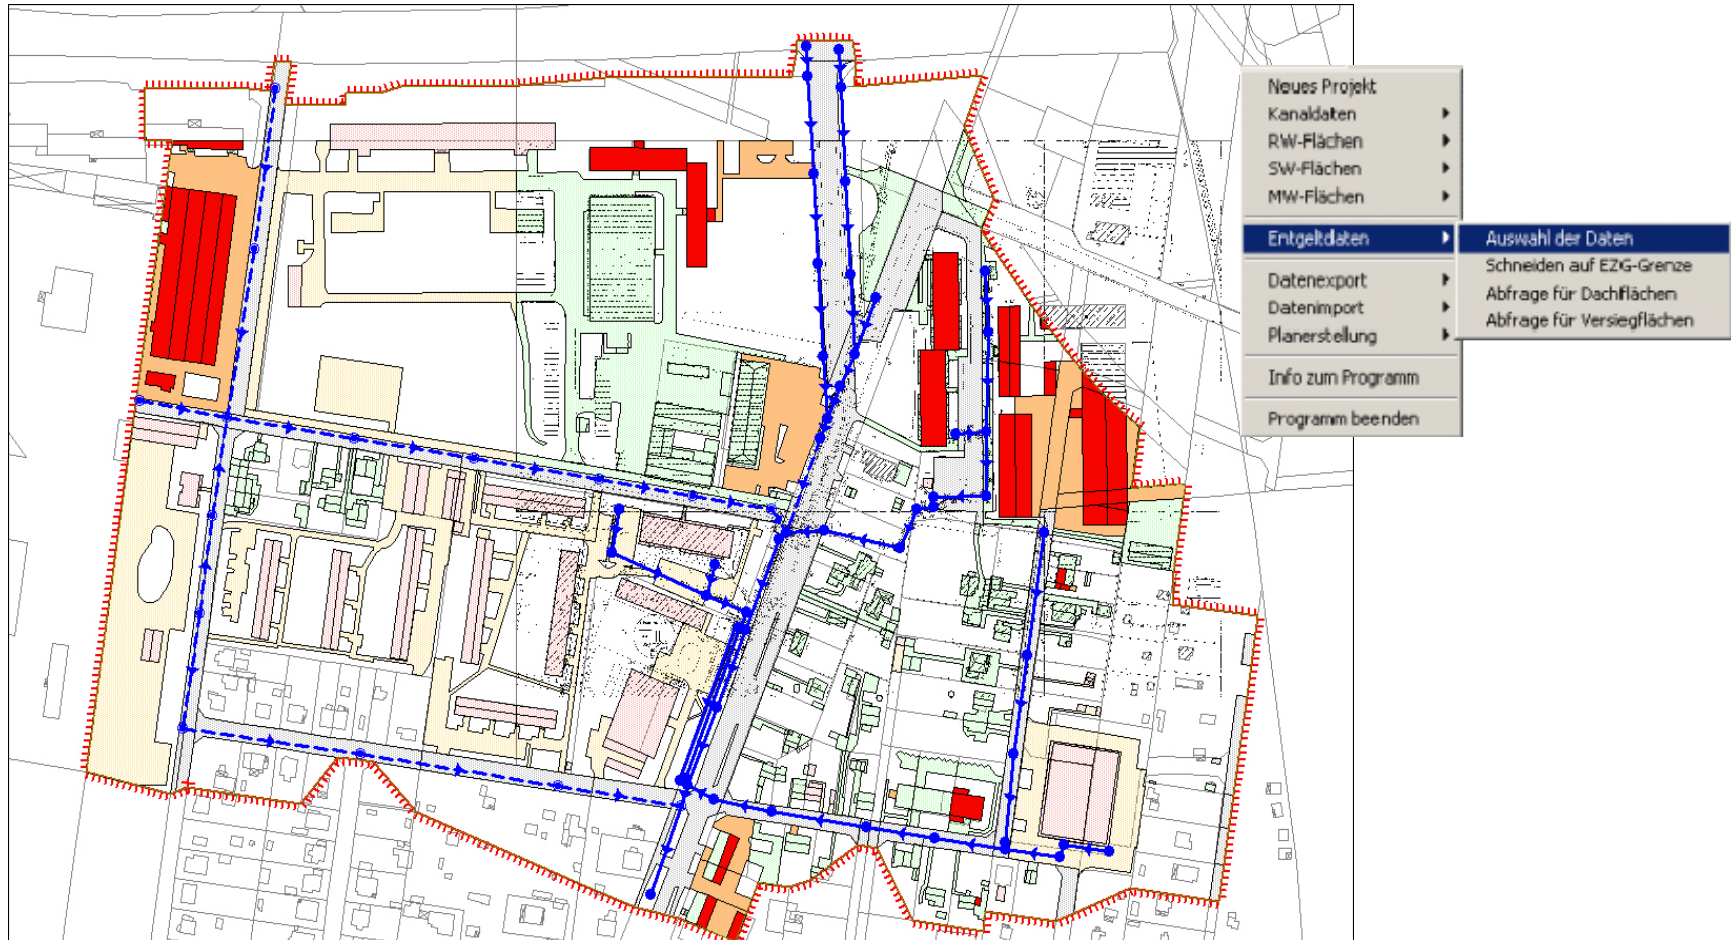 Neues Projekt
Kanaldaten
RW-Flächen
SW-Flächen
MW-Flächen
Entgeltdaten
Auswahl der Daten
Schneiden auf EZG-Grenze
Abfrage für Dachflächen
Abfrage für Versiegflächen
Datenexport
Datenimport
Planerstellung
Info zum Programm
Programm beenden